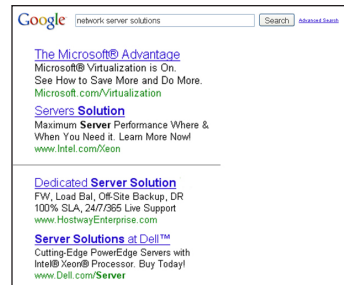 Google network server solutions Search Advanced Search
The Microsoft® Advantage
Microsoft® Virtualization is On.
See How to Save More and Do More.
Microsoft.com/Virtualization
Servers Solution
Maximum Server Performance Where &
When You Need it. Learn More Now!
www.Intel.com/Xeon
Dedicated Server Solution
FW, Load Bal, Off-Site Backup, DR
100% SLA, 24/7/365 Live Support
www.HostwayEnterprise.com
Server Solutions at Dell™
Cutting-Edge PowerEdge Servers with
Intel® Xeon® Processor. Buy Today!
www.Dell.com/Server